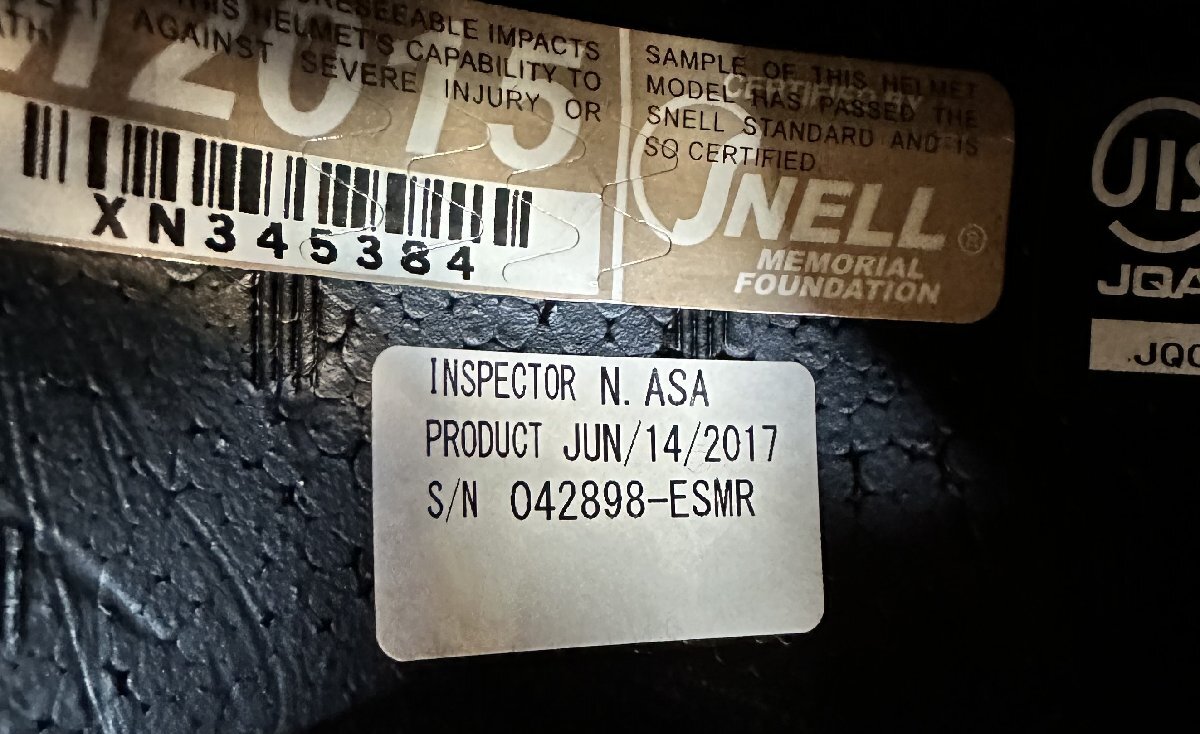 RESEEABLE IMPACTS
THIS HELMET'S CAPABILITY TO
AGAINST SEVERE INJURY OR
2015
XN345384
SAMPLE OF THIS HELMET
MODEL HAS PASSED THE
SNELL STANDARD AND IS
SO CERTIFIED
CERTIFIED BY
SNELL®
MEMORIAL
FOUNDATION
JIS
JQA
JQ
INSPECTOR N. ASA
PRODUCT JUN/14/2017
S/N 042898-ESMR